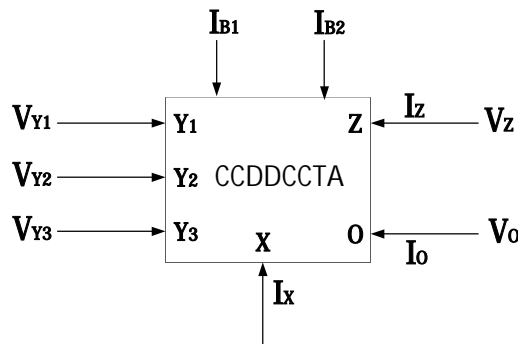 IB1 IB2
VY1 Y1 Z IZ VZ
VY2 Y2 CCDDCCTA
VY3 Y3 X O VO
IO
IX